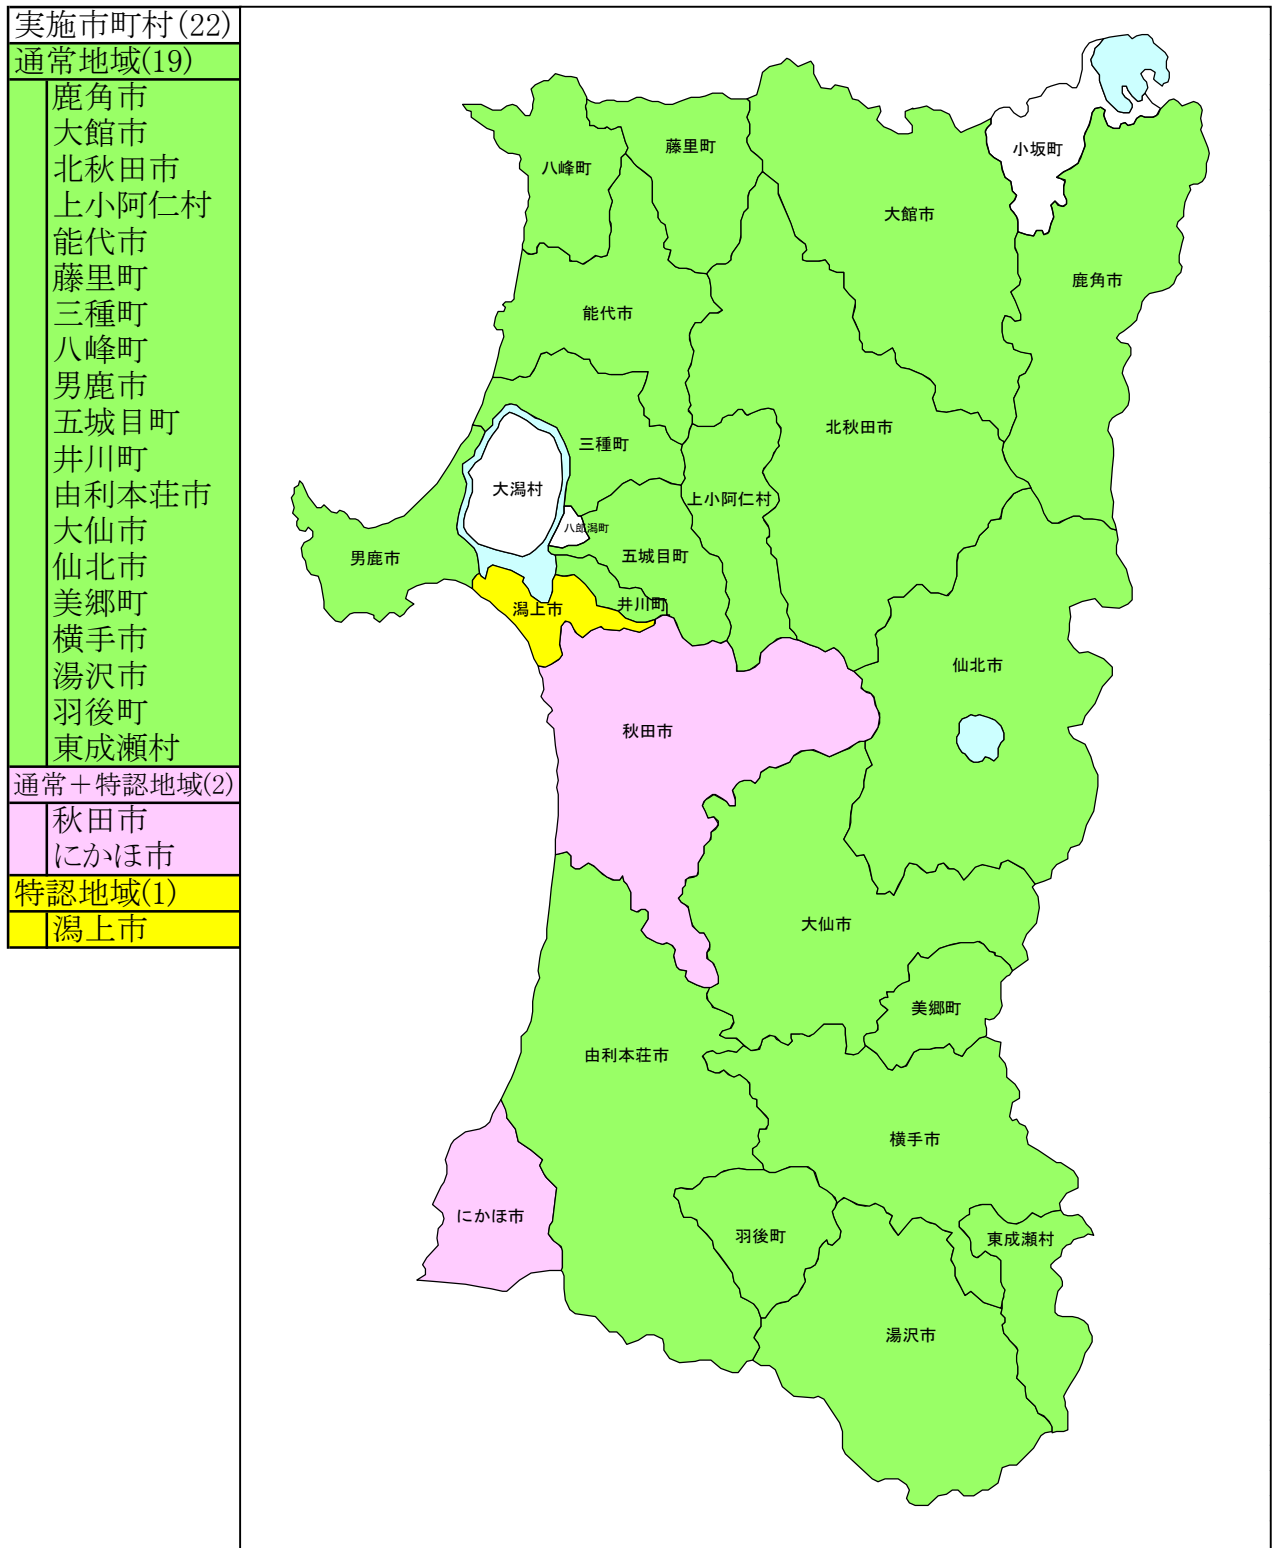 実施市町村(22)
通常地域(19)
鹿角市
大館市
北秋田市
上小阿仁村
能代市
藤里町
三種町
八峰町
男鹿市
五城目町
井川町
由利本荘市
大仙市
仙北市
美郷町
横手市
湯沢市
羽後町
東成瀬村
通常＋特認地域(2)
秋田市
にかほ市
特認地域(1)
潟上市
小坂町
藤里町
八峰町
大館市
鹿角市
能代市
北秋田市
三種町
大潟村
上小阿仁村
八郎潟町
五城目町
男鹿市
井川町
潟上市
仙北市
秋田市
大仙市
美郷町
由利本荘市
横手市
にかほ市
羽後町
東成瀬村
湯沢市